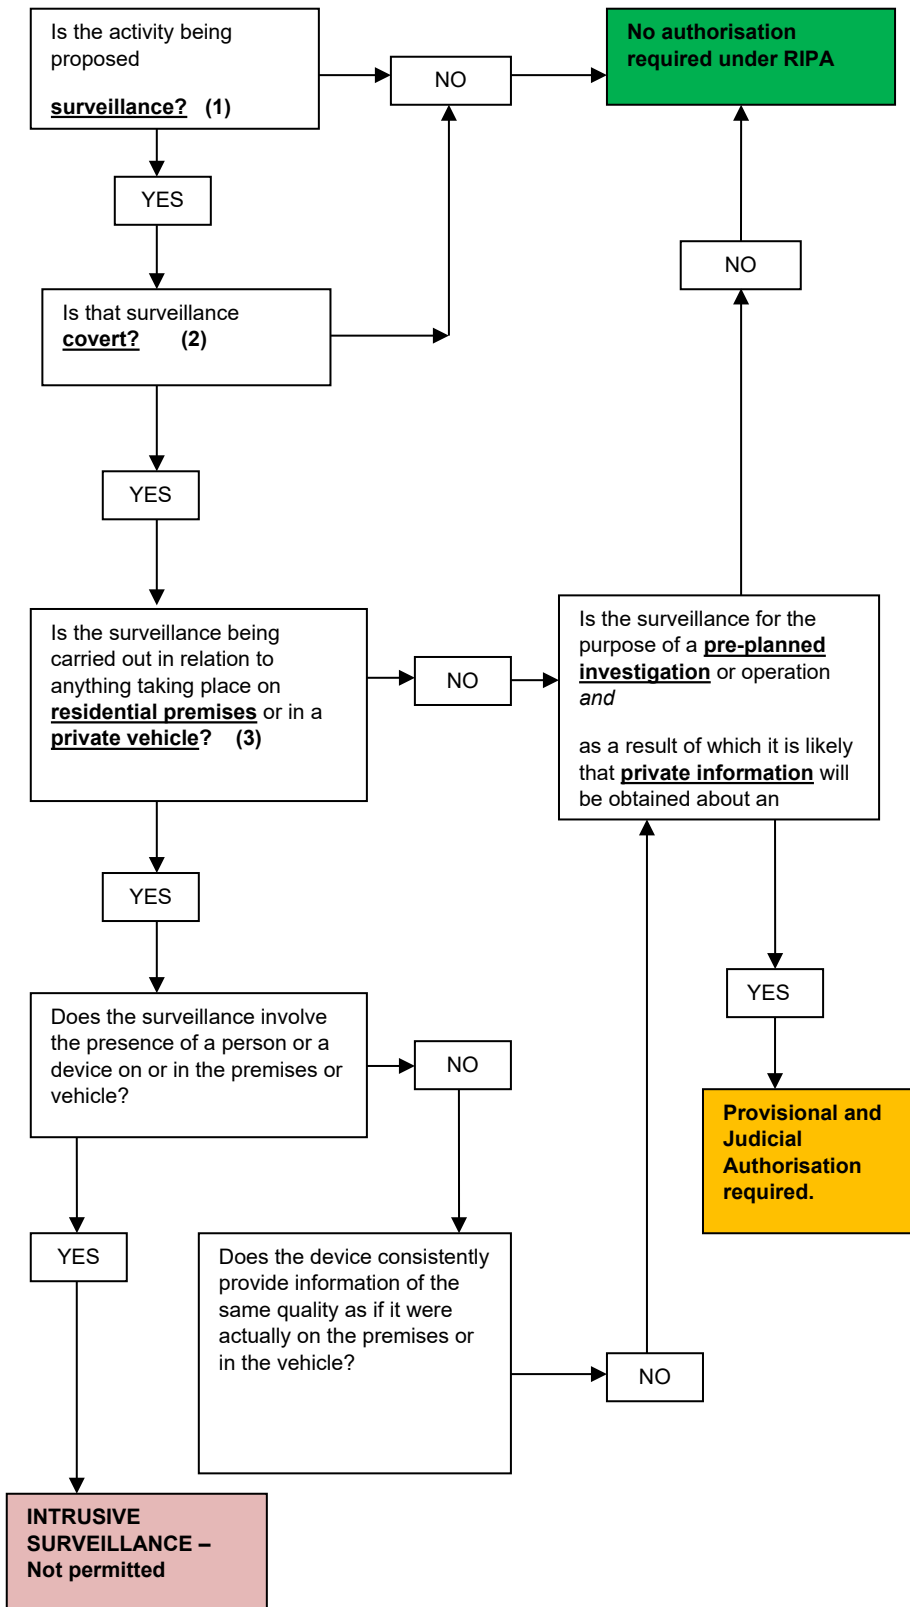 Is the activity being
proposed
surveillance? (1)
NO
No authorisation
required under RIPA
YES
Is that surveillance
covert? (2)
NO
YES
Is the surveillance being
carried out in relation to
anything taking place on
residential premises or in a
private vehicle? (3)
NO
Is the surveillance for the
purpose of a pre-planned
investigation or operation
and
as a result of which it is likely
that private information will
be obtained about an
YES
Does the surveillance involve
the presence of a person or a
device on or in the premises or
vehicle?
NO
YES
Provisional and
Judicial
Authorisation
required.
YES
Does the device consistently
provide information of the
same quality as if it were
actually on the premises or
in the vehicle?
NO
INTRUSIVE
SURVEILLANCE –
Not permitted